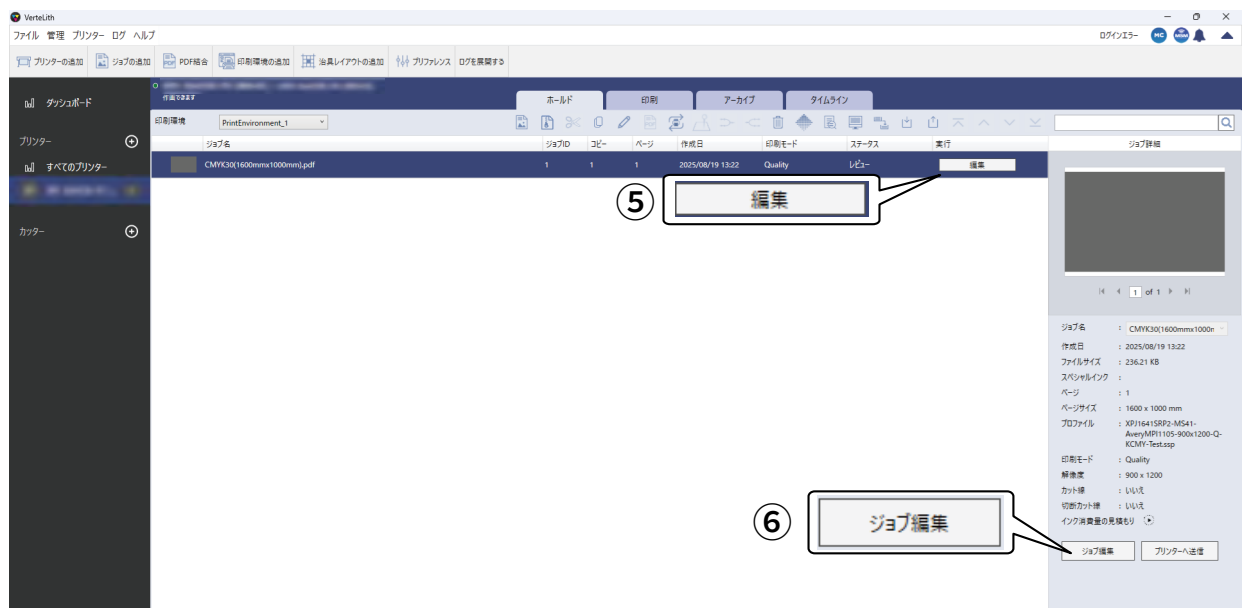 VerteLith
ファイル 管理 プリンター ログ ヘルプ
ログインエラー MC
プリンターの追加 ジョブの追加 PDF結合 印刷環境の追加 治具レイアウトの追加 プリファレンス ログを展開する
作画できます
ダッシュボード
ホールド 印刷 アーカイブ タイムライン
印刷環境 PrintEnvironment_1
プリンター
ジョブ名 ジョブID コピー ページ 作成日 印刷モード ステータス 実行 ジョブ詳細
すべてのプリンター
CMYK30(1600mmx1000mm).pdf 1 1 1 2025/08/19 13:22 Quality レビュー 編集
⑤ 編集
カッター
1 of 1
ジョブ名 : CMYK30(1600mmx1000n
作成日 : 2025/08/19 13:22
ファイルサイズ : 236.21 KB
スペシャルインク :
ページ : 1
ページサイズ : 1600 x 1000 mm
プロファイル : XPJ1641SRP2-MS41-
AveryMPI1105-900x1200-Q-
KCMY-Test.ssp
印刷モード : Quality
解像度 : 900 x 1200
カット線 : いいえ
切断カット線 : いいえ
インク消費量の見積もり
⑥ ジョブ編集
ジョブ編集 プリンターへ送信